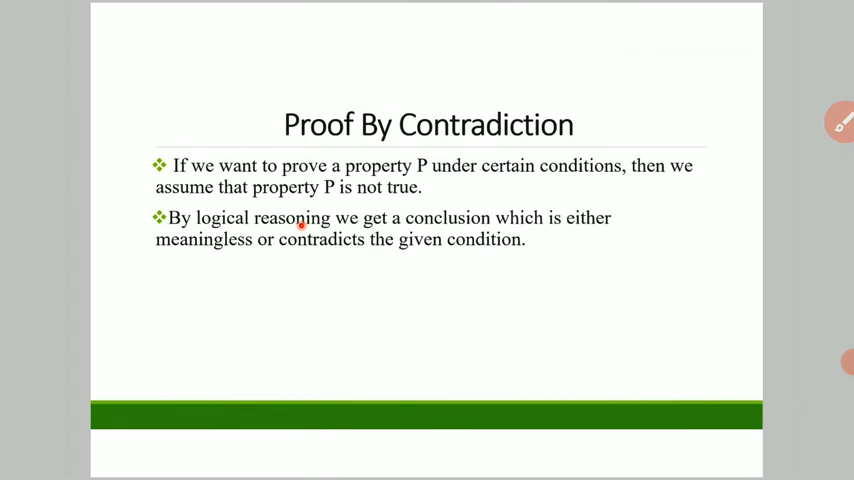 Proof By Contradiction
If we want to prove a property P under certain conditions, then we
assume that property P is not true.
By logical reasoning we get a conclusion which is either
meaningless or contradicts the given condition.